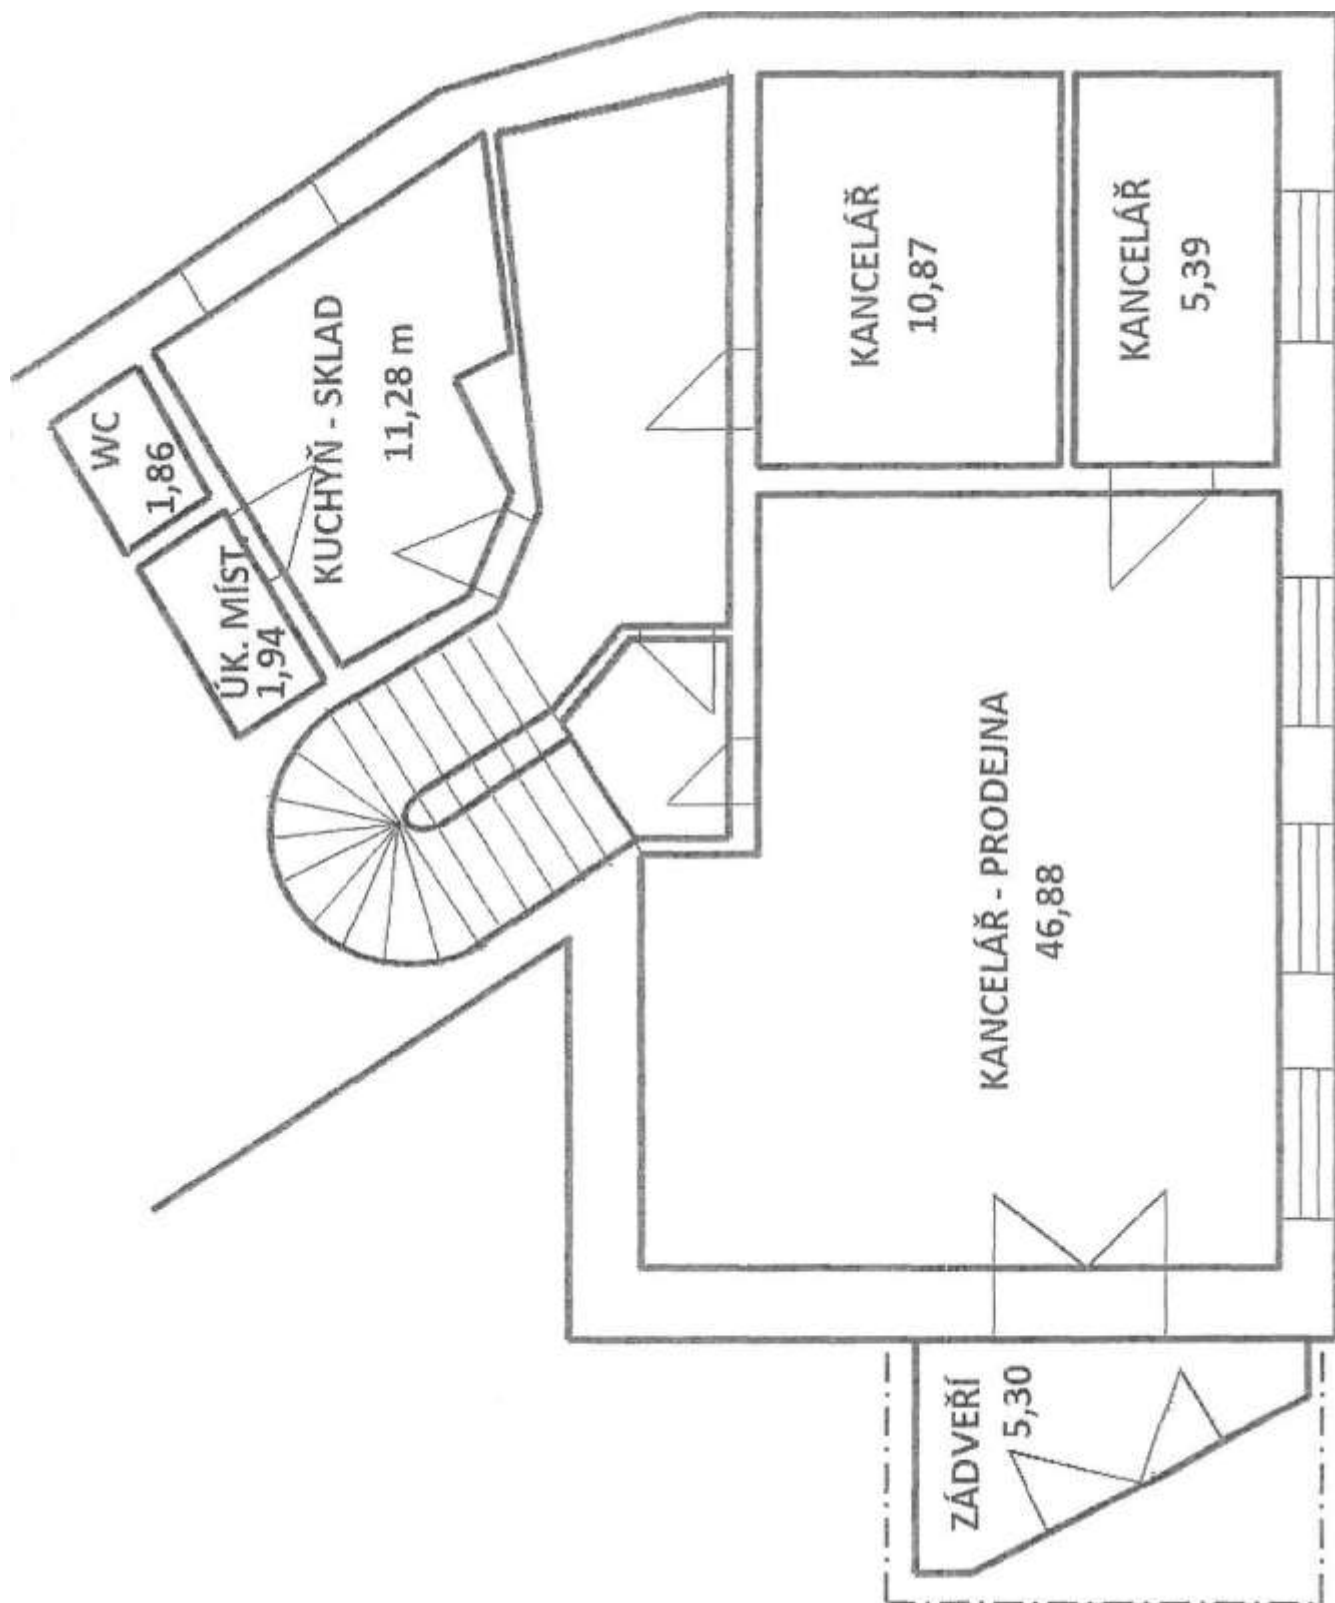 WC
1,86
ÚK. MÍST.
1,94
KUCHYŇ - SKLAD
11,28 m
KANCELÁŘ
10,87
KANCELÁŘ
5,39
KANCELÁŘ - PRODEJNA
46,88
ZÁDVEŘÍ
5,30